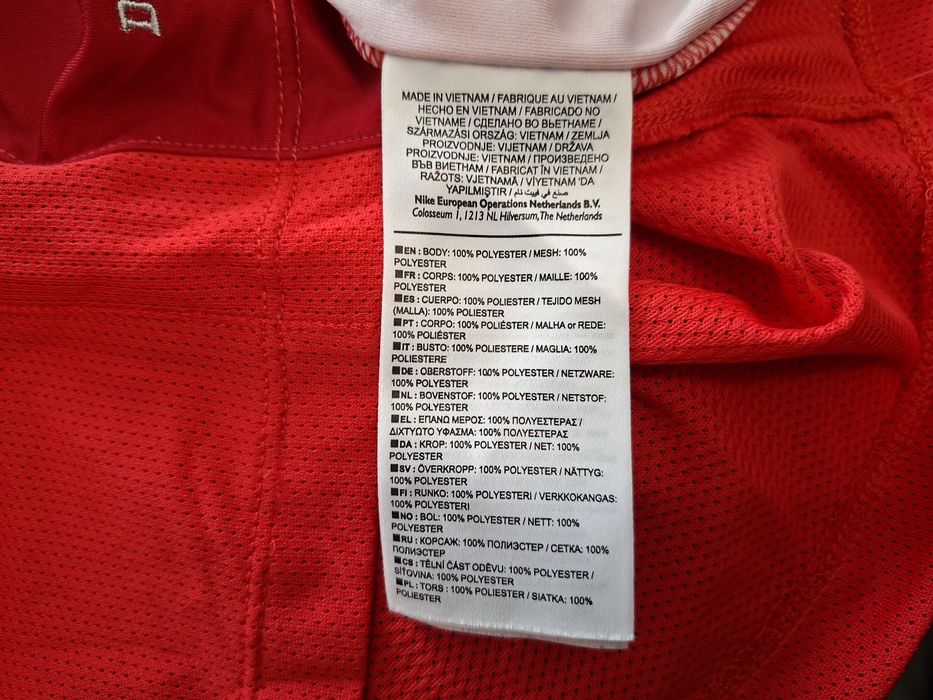 MADE IN VIETNAM / FABRIQUE AU VIETNAM /
HECHO EN VIETNAM / FABRICADO NO
VIETNAME / СДЕЛАНО ВО ВЬЕТНАМЕ /
SZÁRMAZÁSI ORSZÁG: VIETNAM / ZEMLJA
PROIZVODNJE: VIJETNAM / DRŽAVA
PROIZVODNJE: VIETNAM / ПРОИЗВЕДЕНО
ВЪВ ВИЕТНАМ / FABRICAT ÎN VIETNAM /
RAŽOTS: VJETNAMĀ / VİYETNAM 'DA
YAPILMIŞTIR / صنع في فييت نام
Nike European Operations Netherlands B.V.
Colosseum 1, 1213 NL Hilversum, The Netherlands
EN : BODY: 100% POLYESTER / MESH: 100%
POLYESTER
FR : CORPS: 100% POLYESTER / MAILLE: 100%
POLYESTER
ES : CUERPO: 100% POLIESTER / TEJIDO MESH
(MALLA): 100% POLIESTER
PT : CORPO: 100% POLIÉSTER / MALHA or REDE:
100% POLIÉSTER
IT : BUSTO: 100% POLIESTERE / MAGLIA: 100%
POLIESTERE
DE : OBERSTOFF: 100% POLYESTER / NETZWARE:
100% POLYESTER
NL : BOVENSTOF: 100% POLYESTER / NETSTOF:
100% POLYESTER
EL : ΕΠΑΝΩ ΜΕΡΟΣ: 100% ΠΟΛΥΕΣΤΕΡΑΣ /
ΔΙΧΤΥΩΤΟ ΥΦΑΣΜΑ: 100% ΠΟΛΥΕΣΤΕΡΑΣ
DA : KROP: 100% POLYESTER / NET: 100%
POLYESTER
SV : ÖVERKROPP: 100% POLYESTER / NÄTTYG:
100% POLYESTER
FI : RUNKO: 100% POLYESTERI / VERKKOKANGAS:
100% POLYESTERI
NO : BOL: 100% POLYESTER / NETT: 100%
POLYESTER
RU : КОРСАЖ: 100% ПОЛИЭСТЕР / СЕТКА: 100%
ПОЛИЭСТЕР
CS : TĚLNÍ ČÁST ODĚVU: 100% POLYESTER /
SÍŤOVINA: 100% POLYESTER
PL : TORS : 100% POLIESTER / SIATKA: 100%
POLIESTER